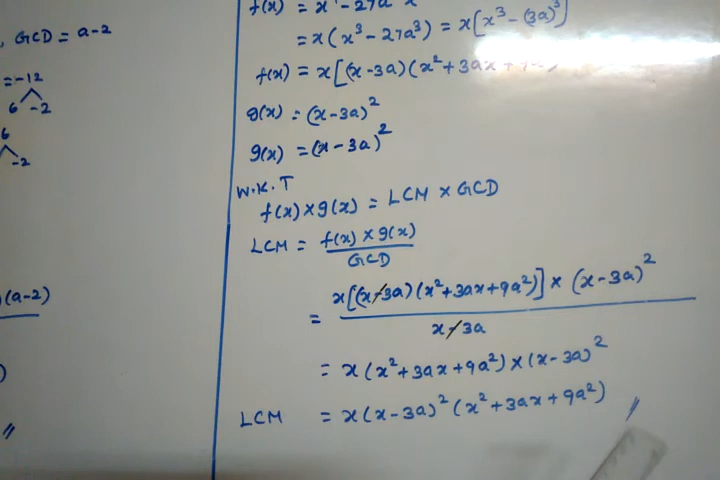 , GCD = a-2
= -12
6 -2
6
-2
(a-2)
)
//
f(x) = x
= x(x³ - 27a³) = x[x³ - (3a)³]
f(x) = x[(x-3a)(x² + 3ax +
g(x) = (x-3a)²
g(x) = (x-3a)²
W.K.T
f(x) × g(x) = LCM × GCD
LCM = f(x) × g(x)
GCD
= x[(x-3a)(x²+3ax+9a²)] × (x-3a)²
x-3a
= x(x²+3ax+9a²) × (x-3a)²
LCM = x(x-3a)²(x²+3ax+9a²) //